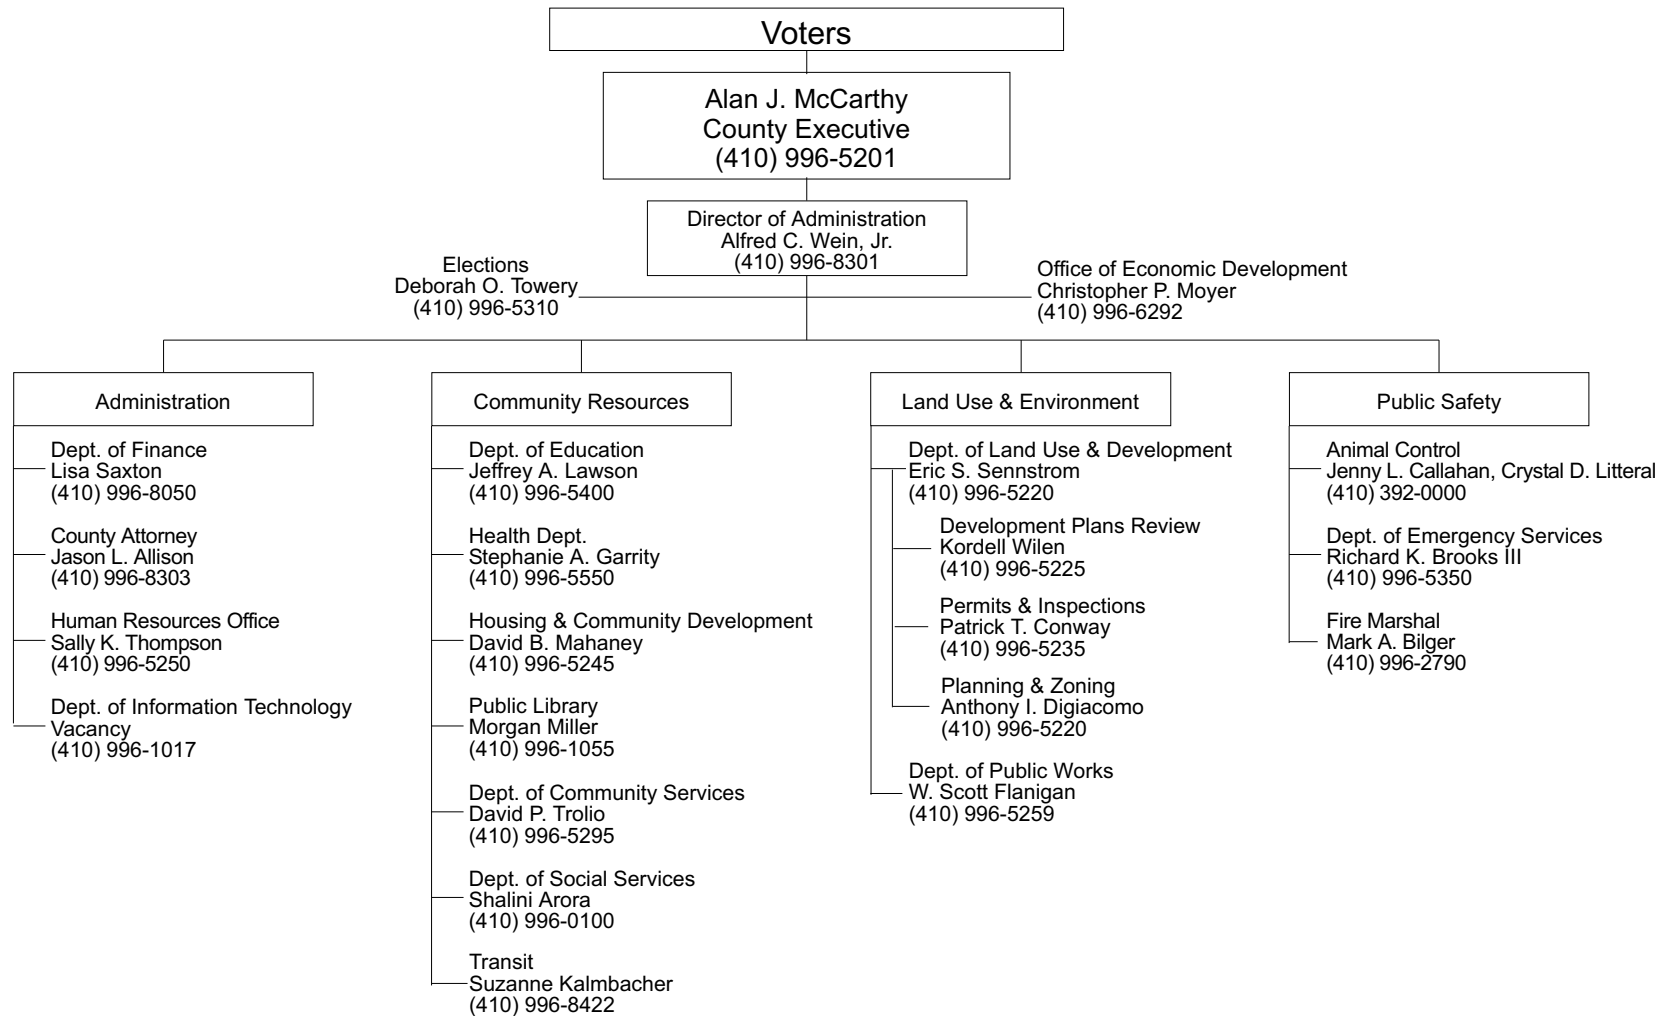 Voters
Alan J. McCarthy
County Executive
(410) 996-5201
Director of Administration
Alfred C. Wein, Jr.
(410) 996-8301
Elections
Deborah O. Towery
(410) 996-5310
Office of Economic Development
Christopher P. Moyer
(410) 996-6292
Administration
Dept. of Finance
Lisa Saxton
(410) 996-8050
County Attorney
Jason L. Allison
(410) 996-8303
Human Resources Office
Sally K. Thompson
(410) 996-5250
Dept. of Information Technology
Vacancy
(410) 996-1017
Community Resources
Dept. of Education
Jeffrey A. Lawson
(410) 996-5400
Health Dept.
Stephanie A. Garrity
(410) 996-5550
Housing & Community Development
David B. Mahaney
(410) 996-5245
Public Library
Morgan Miller
(410) 996-1055
Dept. of Community Services
David P. Trolio
(410) 996-5295
Dept. of Social Services
Shalini Arora
(410) 996-0100
Transit
Suzanne Kalmbacher
(410) 996-8422
Land Use & Environment
Dept. of Land Use & Development
Eric S. Sennstrom
(410) 996-5220
Development Plans Review
Kordell Wilen
(410) 996-5225
Permits & Inspections
Patrick T. Conway
(410) 996-5235
Planning & Zoning
Anthony I. Digiacomo
(410) 996-5220
Dept. of Public Works
W. Scott Flanigan
(410) 996-5259
Public Safety
Animal Control
Jenny L. Callahan, Crystal D. Litteral
(410) 392-0000
Dept. of Emergency Services
Richard K. Brooks III
(410) 996-5350
Fire Marshal
Mark A. Bilger
(410) 996-2790